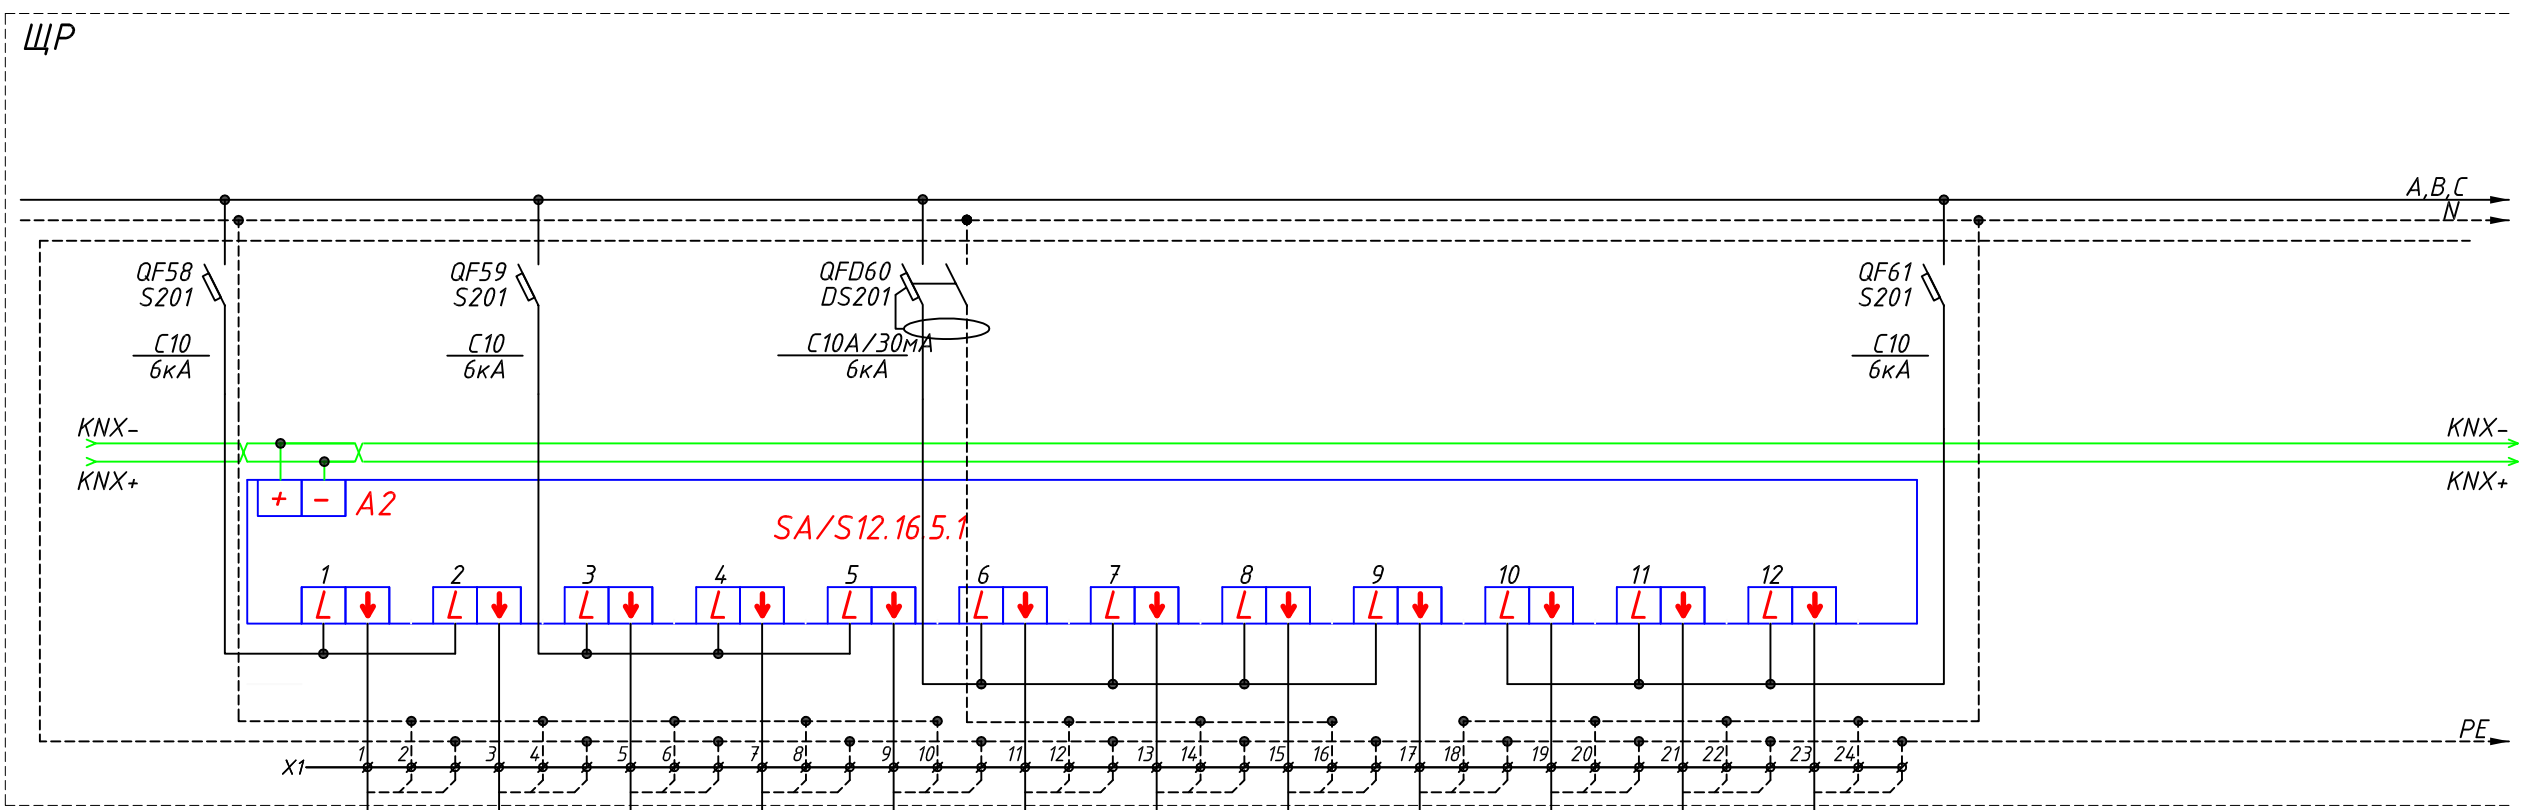 ЩР
A,B,C
N
QF58
S201
C10
6кА
QF59
S201
C10
6кА
QFD60
DS201
C10A/30мА
6кА
QF61
S201
C10
6кА
KNX-
KNX-
KNX+
KNX+
+ - A2
SA/S12.16.5.1
1 2 3 4 5 6 7 8 9 10 11 12
L L L L L L L L L L L L
PE
1 2 3 4 5 6 7 8 9 10 11 12 13 14 15 16 17 18 19 20 21 22 23 24
X1